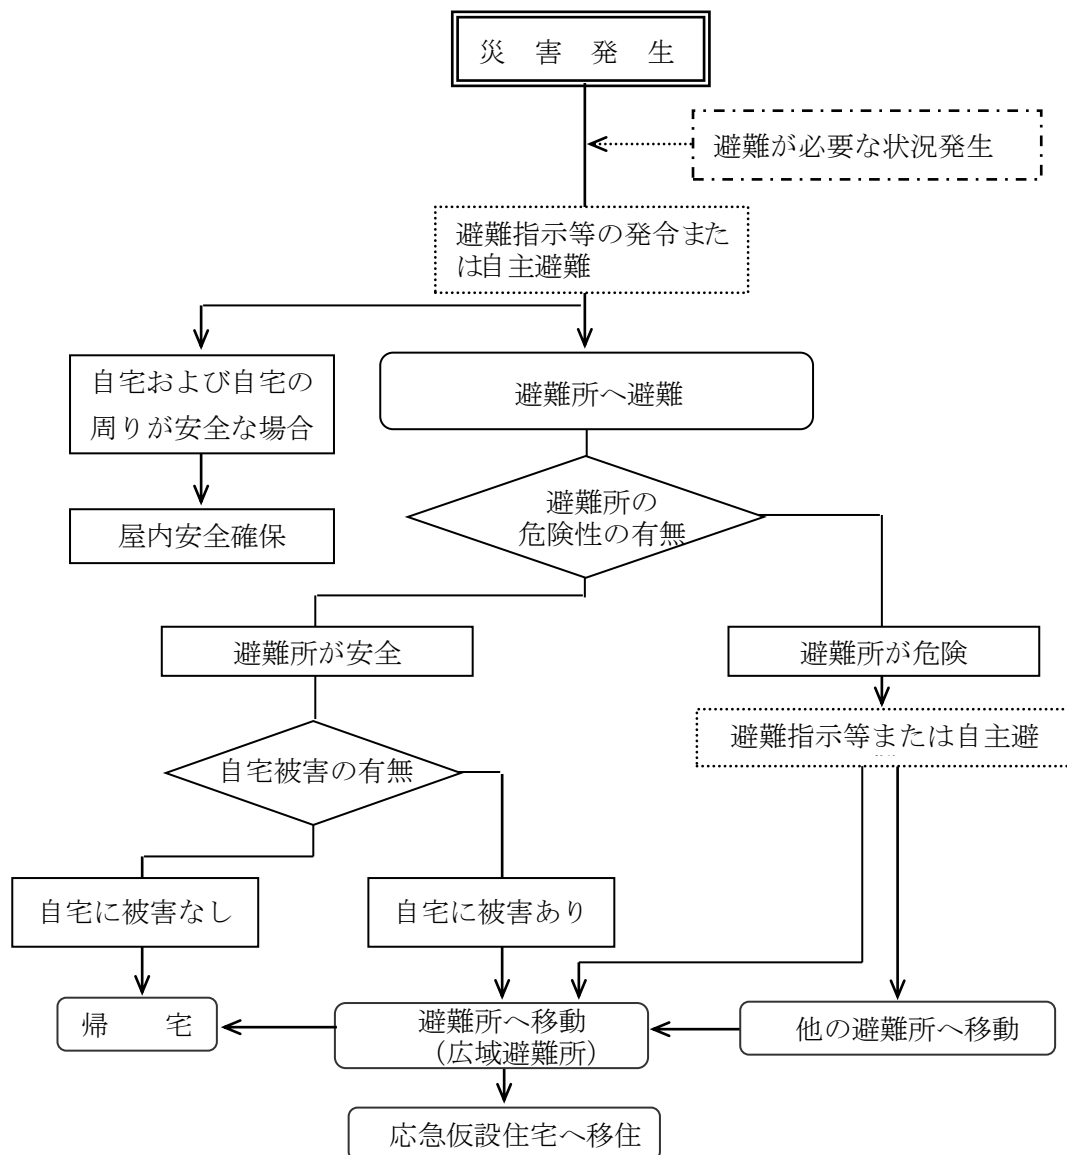 災 害 発 生
避難が必要な状況発生
避難指示等の発令また
は自主避難
自宅および自宅の
周りが安全な場合
避難所へ避難
屋内安全確保
避難所の
危険性の有無
避難所が安全
避難所が危険
避難指示等または自主避
自宅被害の有無
自宅に被害なし
自宅に被害あり
帰 宅
避難所へ移動
（広域避難所）
他の避難所へ移動
応急仮設住宅へ移住